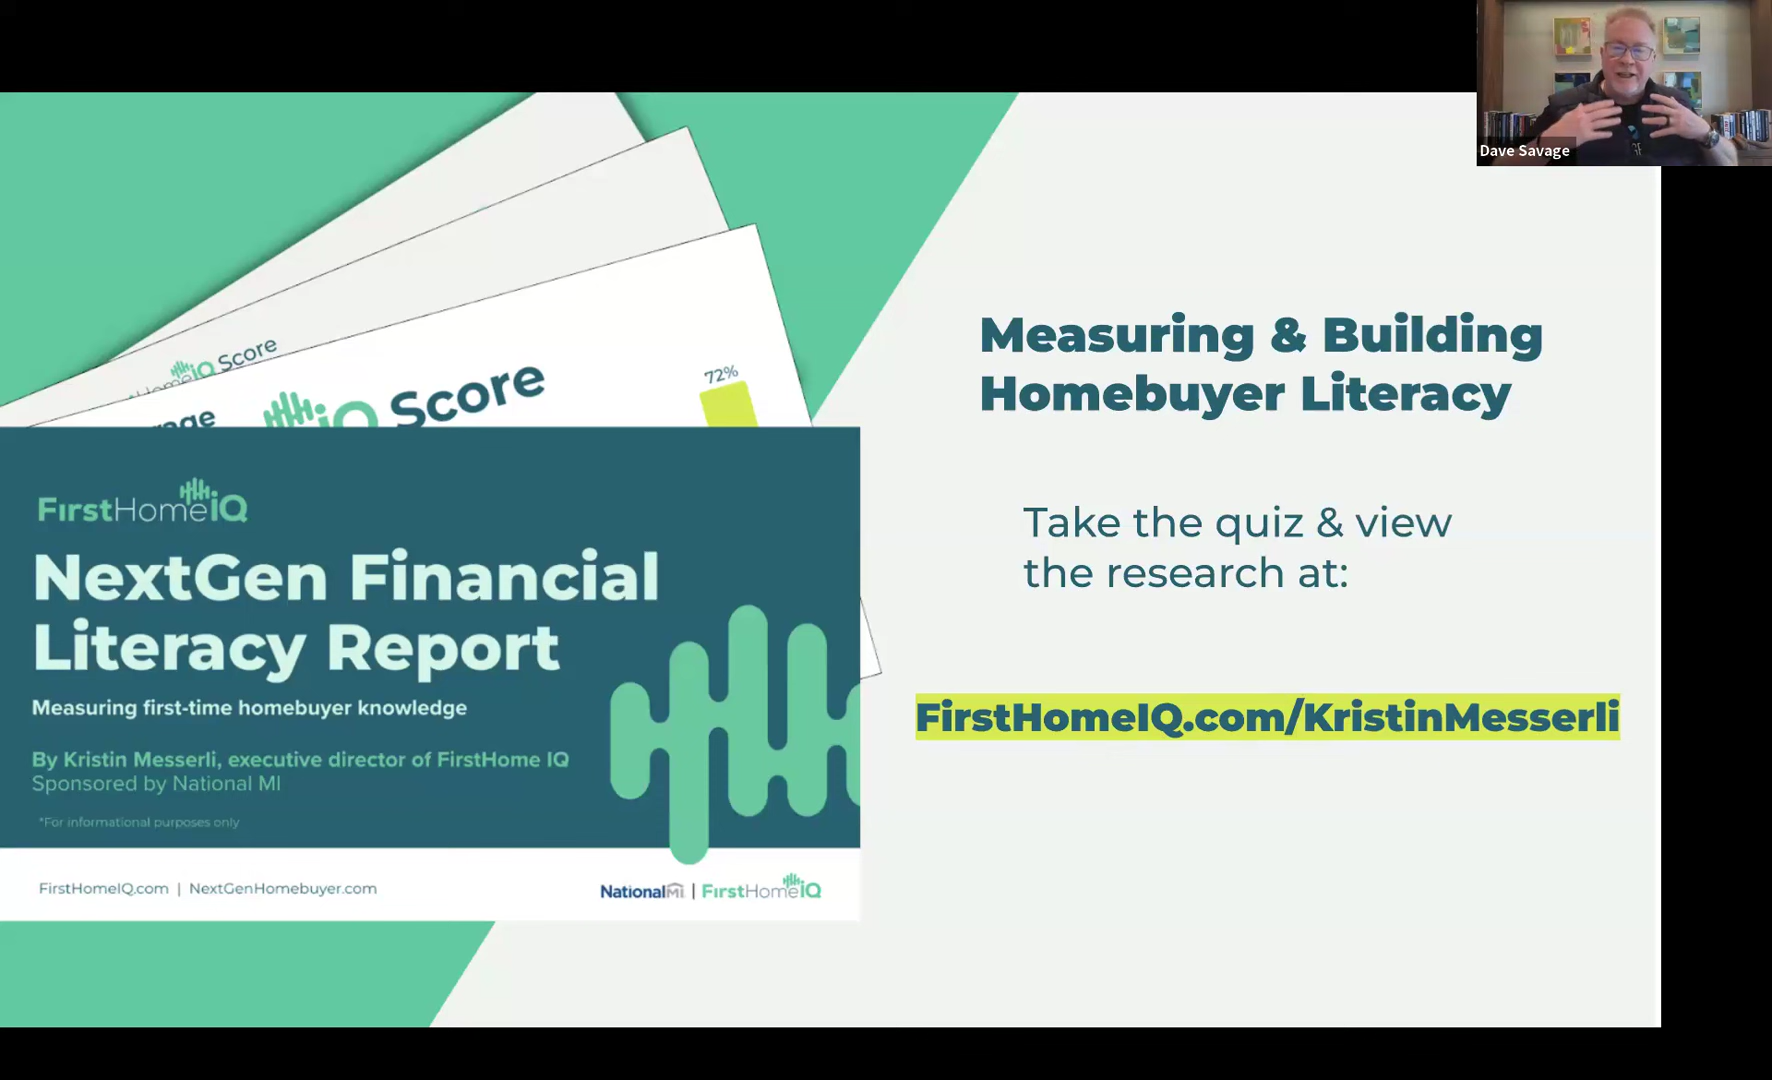 Dave Savage
Measuring & Building
Homebuyer Literacy
Take the quiz & view
the research at:
FirstHomeIQ.com/KristinMesserli
iQ Score
iQ Score
72%
FirstHomeiQ
NextGen Financial
Literacy Report
Measuring first-time homebuyer knowledge
By Kristin Messerli, executive director of FirstHome IQ
Sponsored by National MI
*For informational purposes only
FirstHomeIQ.com | NextGenHomebuyer.com
NationalMI | FirstHomeiQ